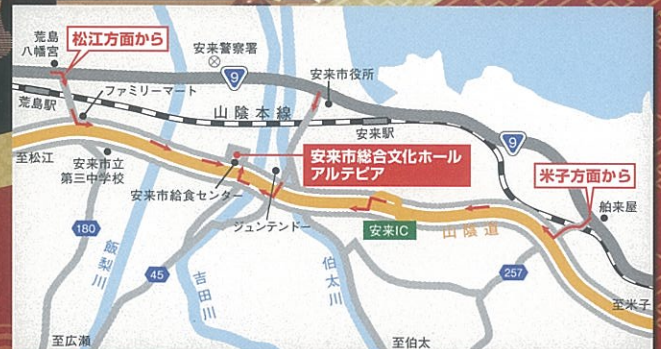 荒島
八幡宮
松江方面から
安来警察署
9
安来市役所
ファミリーマート
荒島駅
山陰本線
安来駅
9
至松江
安来市立
第三中学校
安来市総合文化ホール
アルテピア
米子方面から
安来市給食センター
舶来屋
180
ジュンテンドー
安来IC
山陰道
飯梨川
45
吉田川
伯太川
257
至米子
至広瀬
至伯太